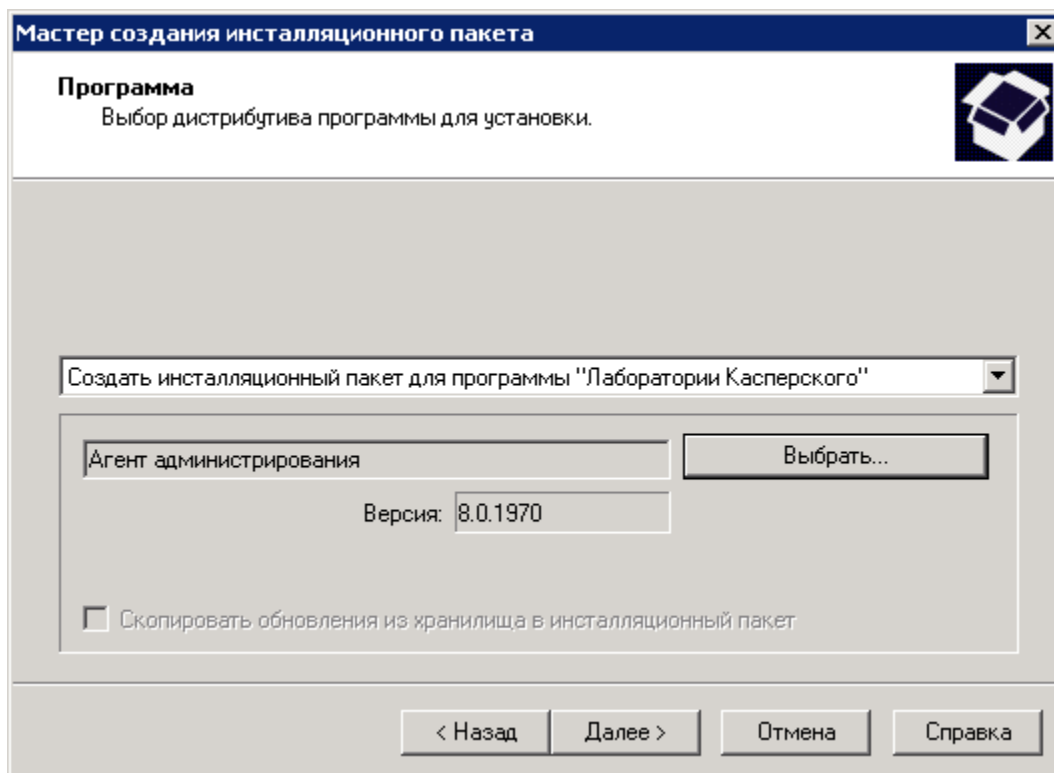 Мастер создания инсталляционного пакета
Программа
Выбор дистрибутива программы для установки.
Создать инсталляционный пакет для программы "Лаборатории Касперского"
Агент администрирования
Выбрать...
Версия: 8.0.1970
Скопировать обновления из хранилища в инсталляционный пакет
< Назад Далее > Отмена Справка